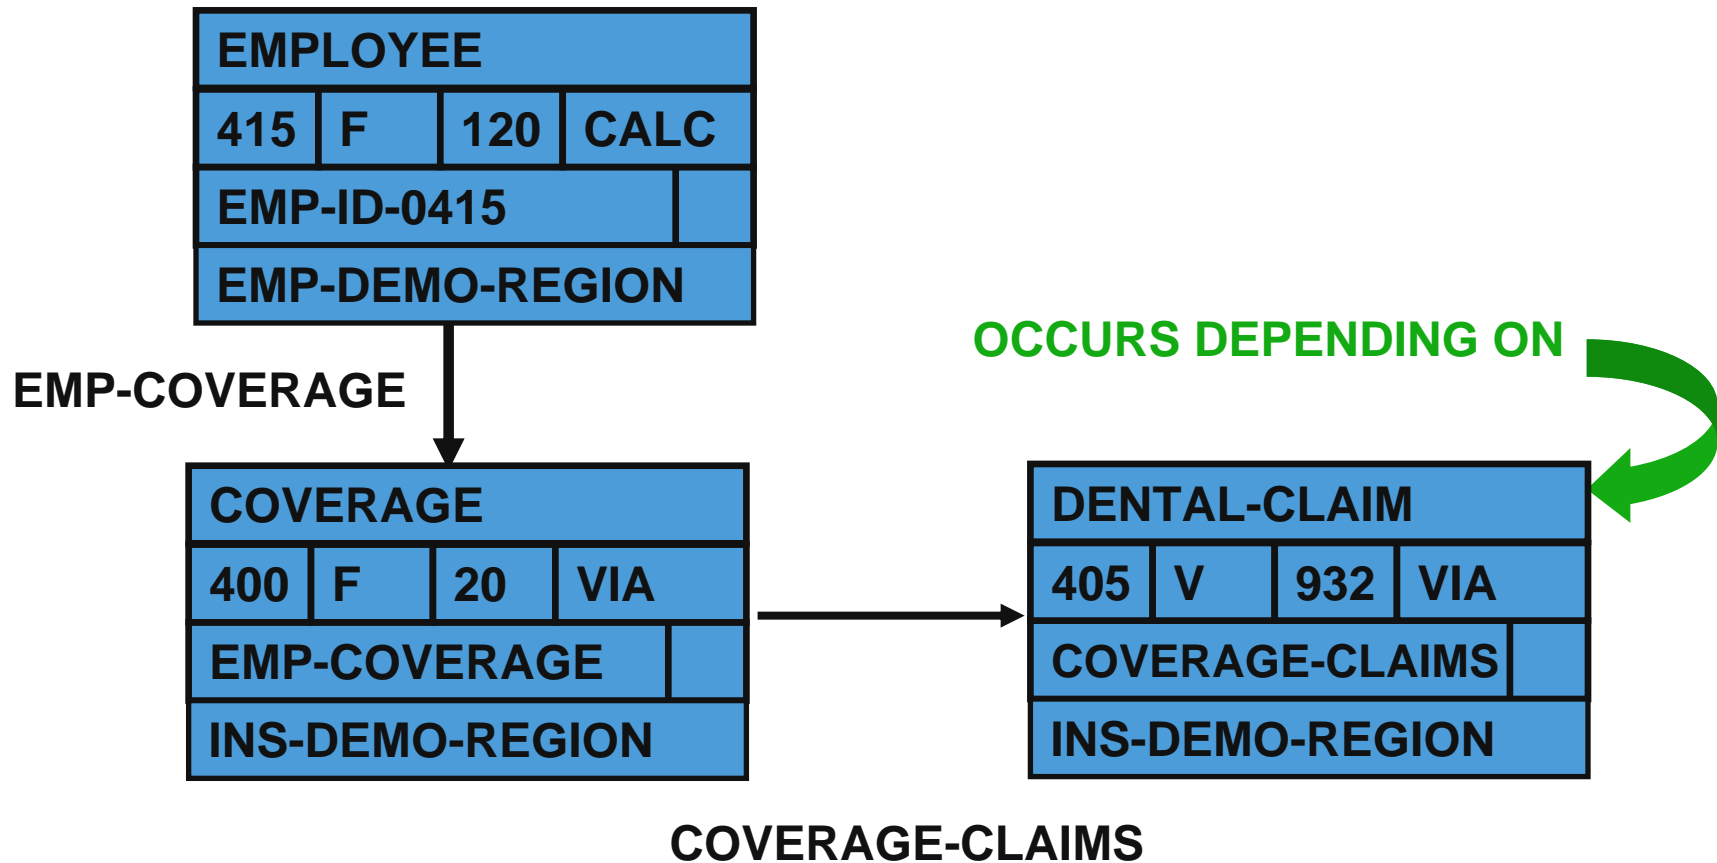 EMPLOYEE
415 F 120 CALC
EMP-ID-0415
EMP-DEMO-REGION
OCCURS DEPENDING ON
EMP-COVERAGE
COVERAGE
400 F 20 VIA
EMP-COVERAGE
INS-DEMO-REGION
DENTAL-CLAIM
405 V 932 VIA
COVERAGE-CLAIMS
INS-DEMO-REGION
COVERAGE-CLAIMS